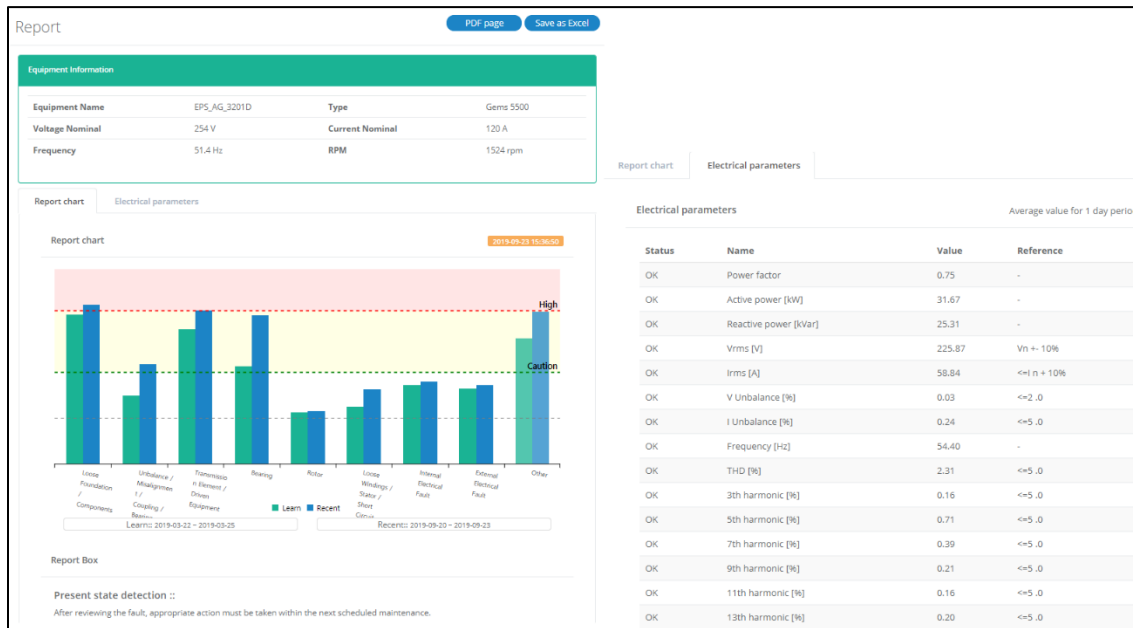 Report
PDF page
Save as Excel
Equipment Information
Equipment Name EPS_AG_3201D Type Gems 5500
Voltage Nominal 254 V Current Nominal 120 A
Frequency 51.4 Hz RPM 1524 rpm
Report chart Electrical parameters
Report chart 2019-09-23 15:36:50
High
Caution
Loose
Foundation
/
Components
Unbalance /
Misalignmen
t /
Coupling /
Bearing
Transmissio
n Element /
Driven
Equipment
Bearing
Rotor
Loose
Windings /
Stator /
Short
Circuit
Internal
Electrical
Fault
External
Electrical
Fault
Other
Learn Recent
Learn:: 2019-03-22 ~ 2019-03-25
Recent:: 2019-09-20 ~ 2019-09-23
Report Box
Present state detection ::
After reviewing the fault, appropriate action must be taken within the next scheduled maintenance.
Report chart Electrical parameters
Electrical parameters Average value for 1 day perio
Status Name Value Reference
OK Power factor 0.75 -
OK Active power [kW] 31.67 -
OK Reactive power [kVar] 25.31 -
OK Vrms [V] 225.87 Vn +- 10%
OK Irms [A] 58.84 <=I n + 10%
OK V Unbalance [%] 0.03 <=2 .0
OK I Unbalance [%] 0.24 <=5 .0
OK Frequency [Hz] 54.40 -
OK THD [%] 2.31 <=5 .0
OK 3th harmonic [%] 0.16 <=5 .0
OK 5th harmonic [%] 0.71 <=5 .0
OK 7th harmonic [%] 0.39 <=5 .0
OK 9th harmonic [%] 0.21 <=5 .0
OK 11th harmonic [%] 0.16 <=5 .0
OK 13th harmonic [%] 0.20 <=5 .0